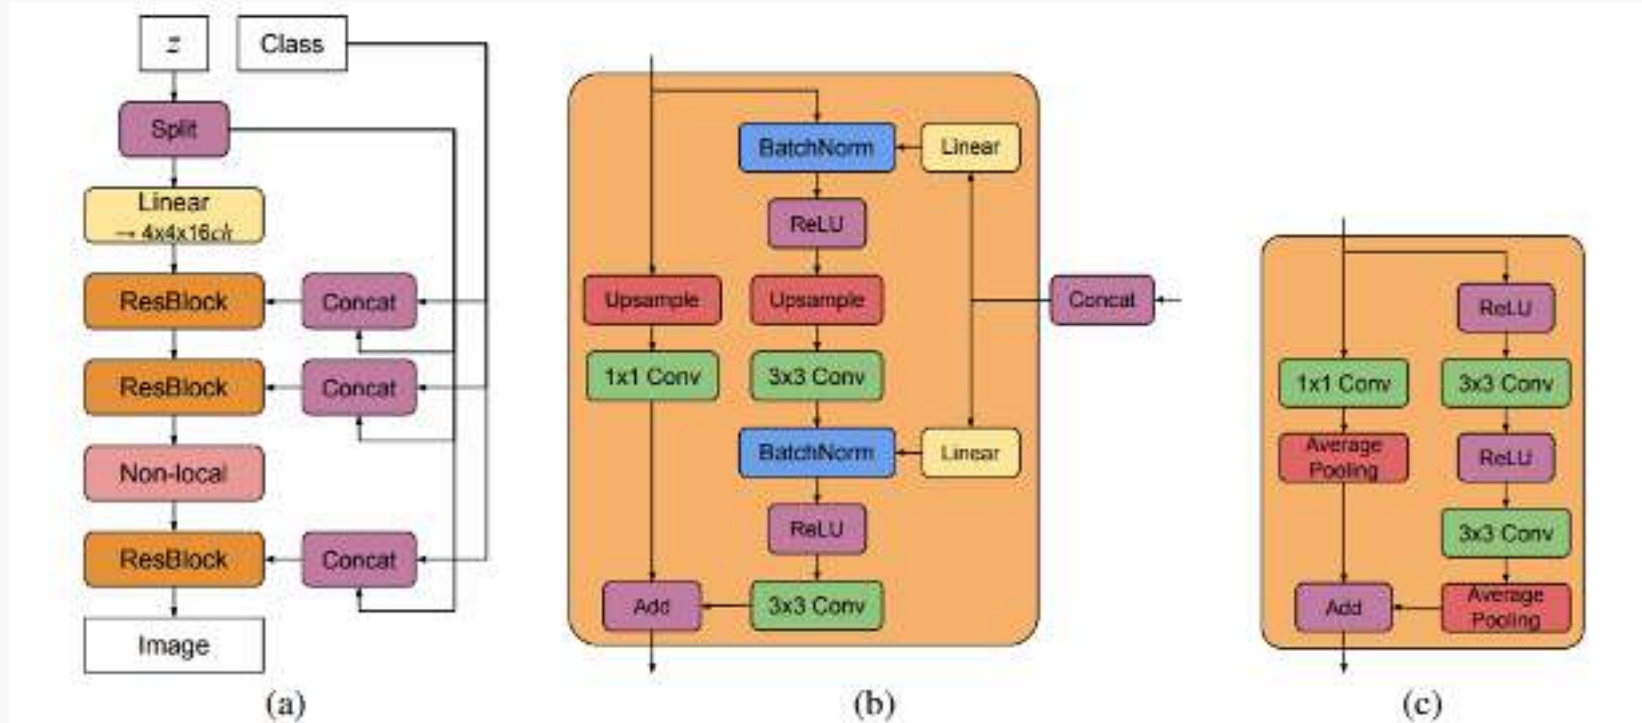 z
Class
Split
Linear
→ 4x4x16ch
ResBlock
Concat
ResBlock
Concat
Non-local
ResBlock
Concat
Image
(a)
BatchNorm
Linear
ReLU
Upsample
Upsample
Concat
1x1 Conv
3x3 Conv
BatchNorm
Linear
ReLU
Add
3x3 Conv
(b)
ReLU
1x1 Conv
3x3 Conv
Average
Pooling
ReLU
3x3 Conv
Add
Average
Pooling
(c)